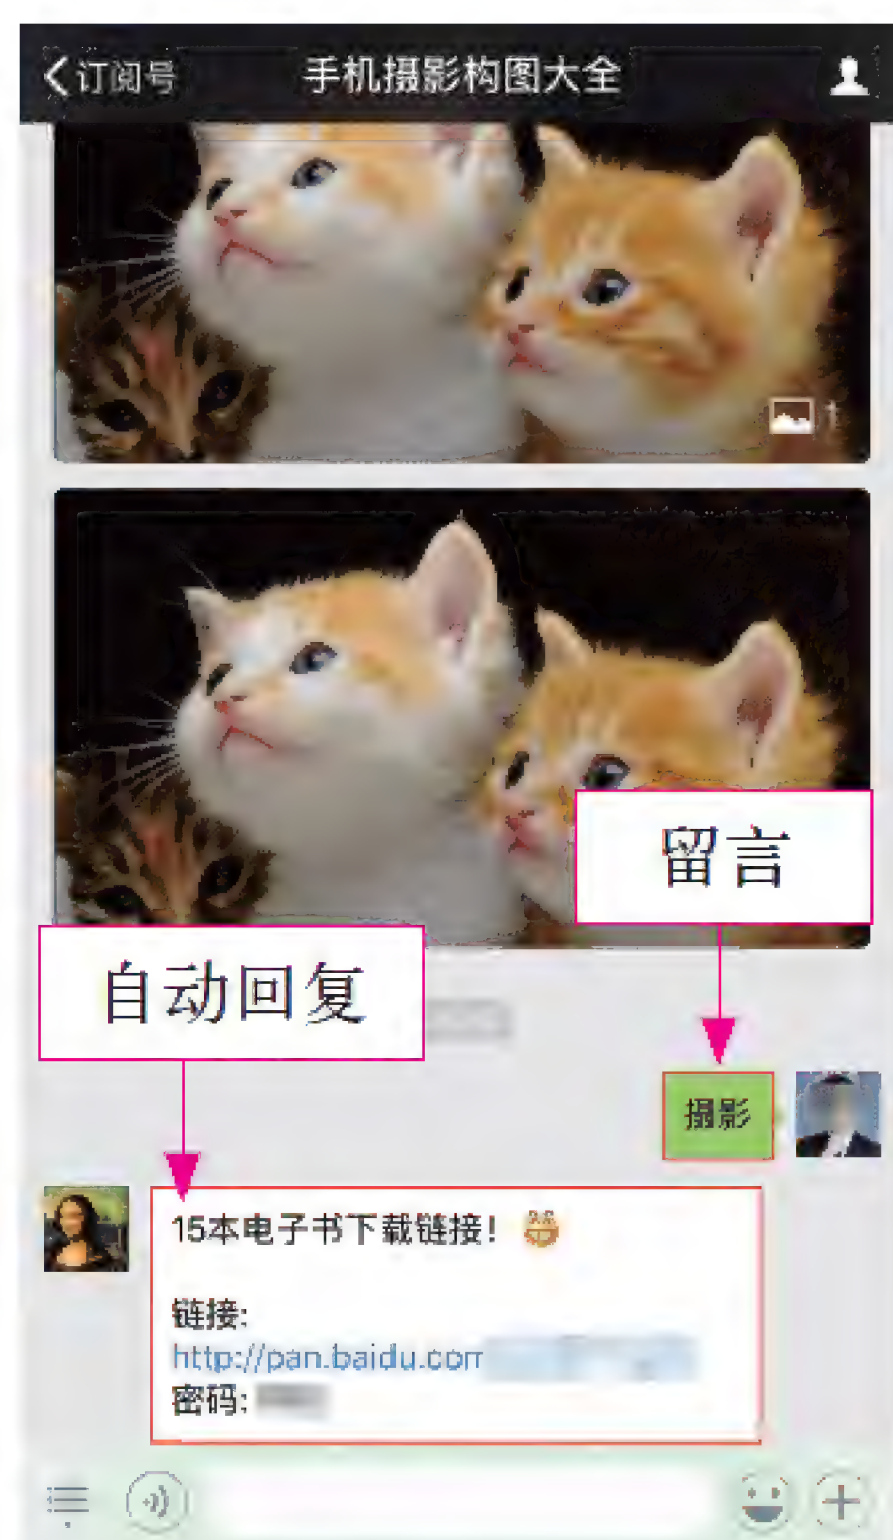 订阅号
手机摄影构图大全
留言
自动回复
摄影
15本电子书下载链接！
链接:
http://pan.baidu.com
密码: